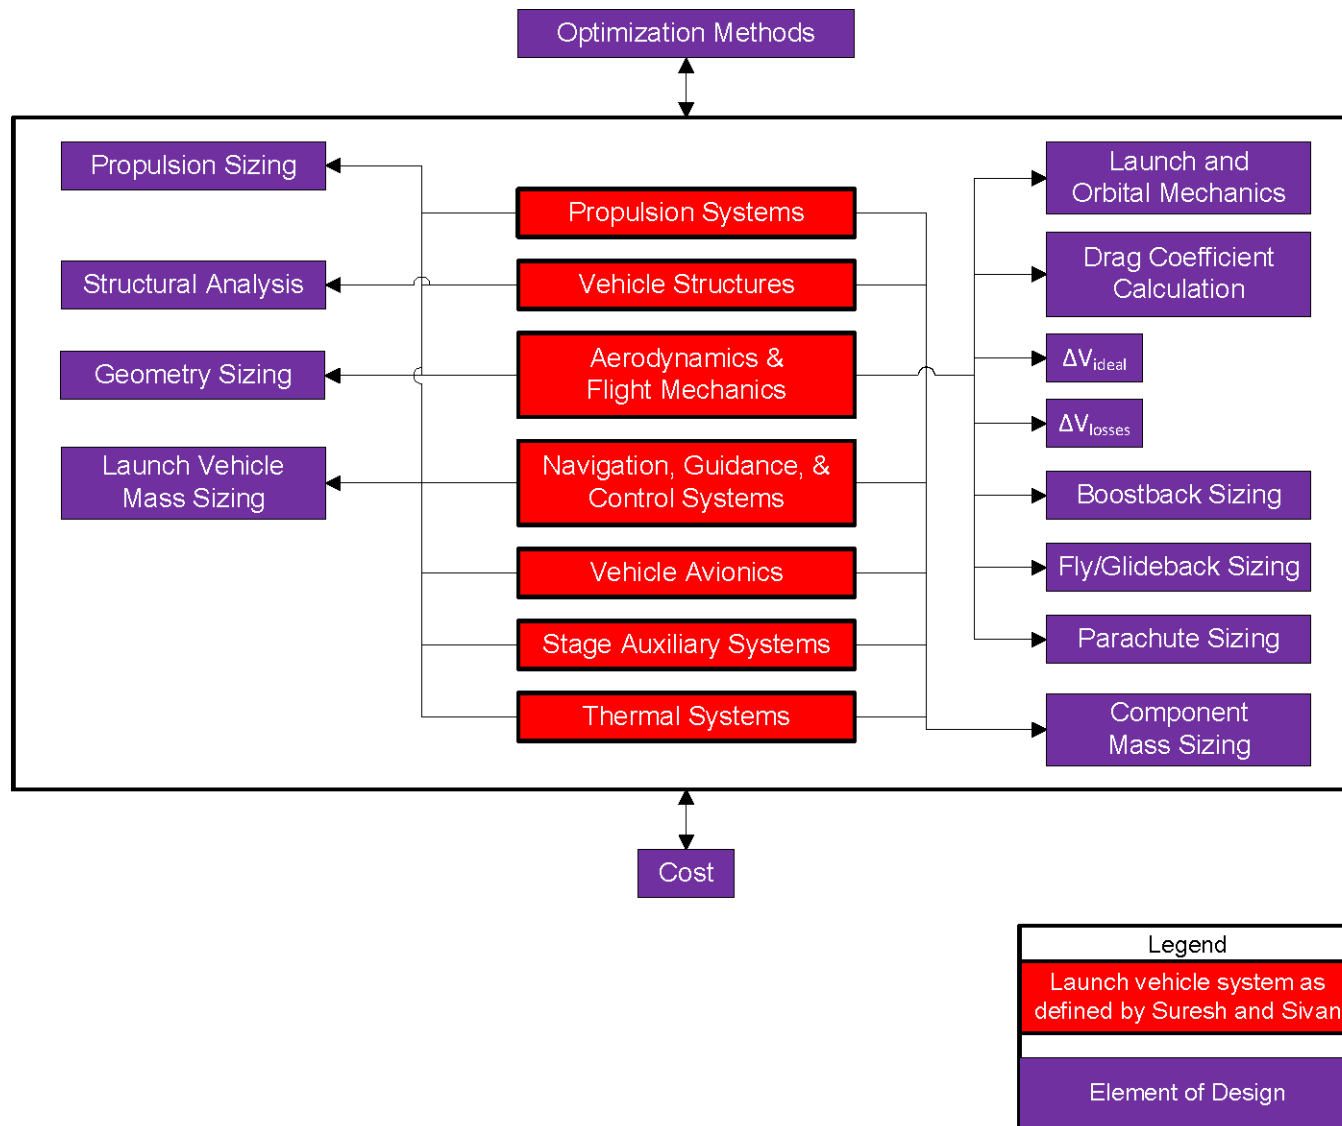 Optimization Methods
Propulsion Sizing
Structural Analysis
Geometry Sizing
Launch Vehicle
Mass Sizing
Propulsion Systems
Vehicle Structures
Aerodynamics &
Flight Mechanics
Navigation, Guidance, &
Control Systems
Vehicle Avionics
Stage Auxiliary Systems
Thermal Systems
Launch and
Orbital Mechanics
Drag Coefficient
Calculation
ΔVideal
ΔVlosses
Boostback Sizing
Fly/Glideback Sizing
Parachute Sizing
Component
Mass Sizing
Cost
Legend
Launch vehicle system as
defined by Suresh and Sivan
Element of Design